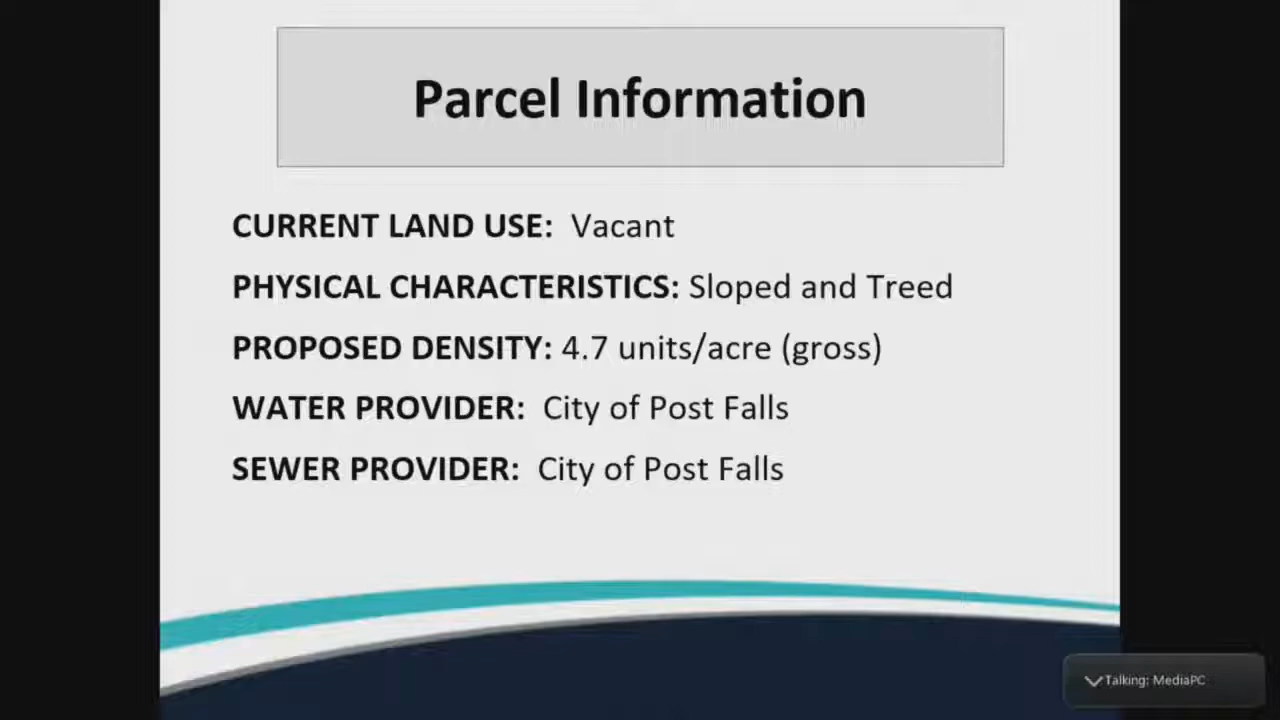 Parcel Information
CURRENT LAND USE: Vacant
PHYSICAL CHARACTERISTICS: Sloped and Treed
PROPOSED DENSITY: 4.7 units/acre (gross)
WATER PROVIDER: City of Post Falls
SEWER PROVIDER: City of Post Falls
Talking: MediaPC